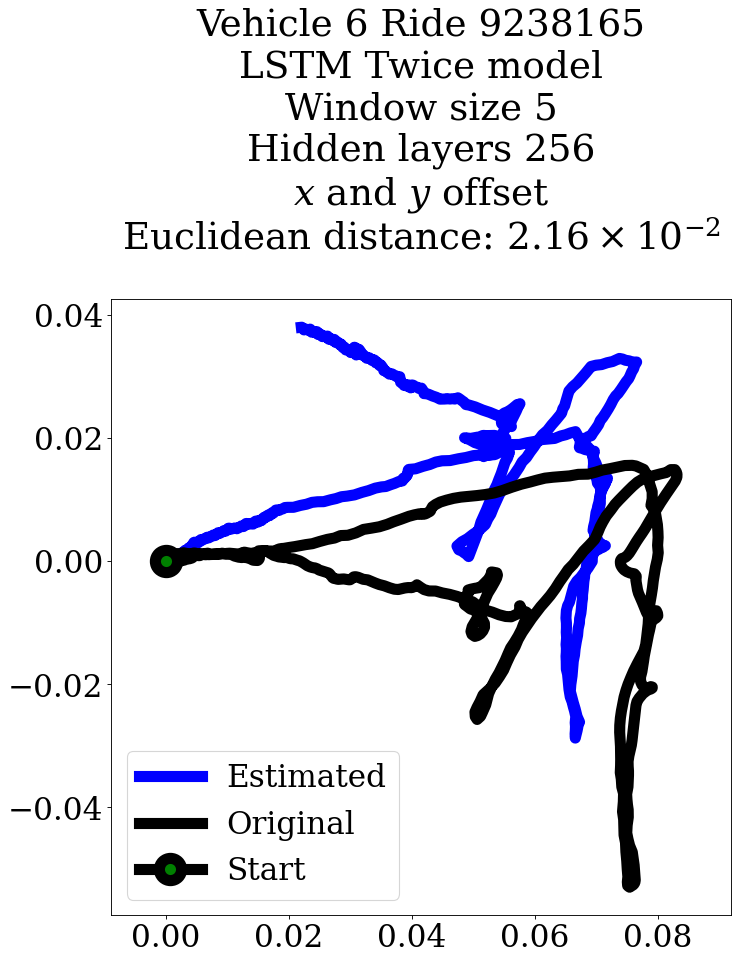 Vehicle 6 Ride 9238165
LSTM Twice model
Window size 5
Hidden layers 256
x and y offset
Euclidean distance: 2.16 × 10⁻²
0.04
0.02
0.00
−0.02
−0.04
Estimated
Original
Start
0.00 0.02 0.04 0.06 0.08